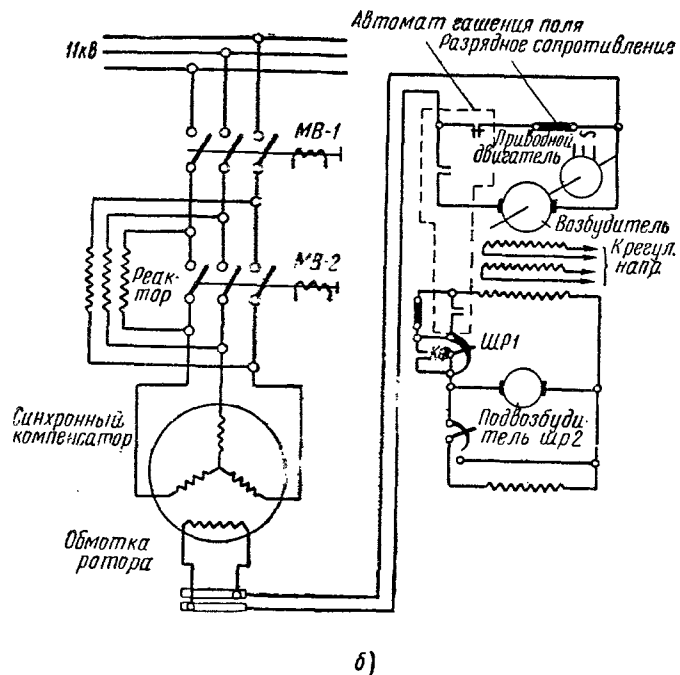 Автомат гашения поля
Разрядное сопротивление
11кв
МВ-1
Приводной
двигатель
Возбудитель
К регул.
напр
Реак-
тор
МВ-2
ШР1
Синхронный
компенсатор
Подвозбуди-
тель шр2
Обмотка
ротора
б)